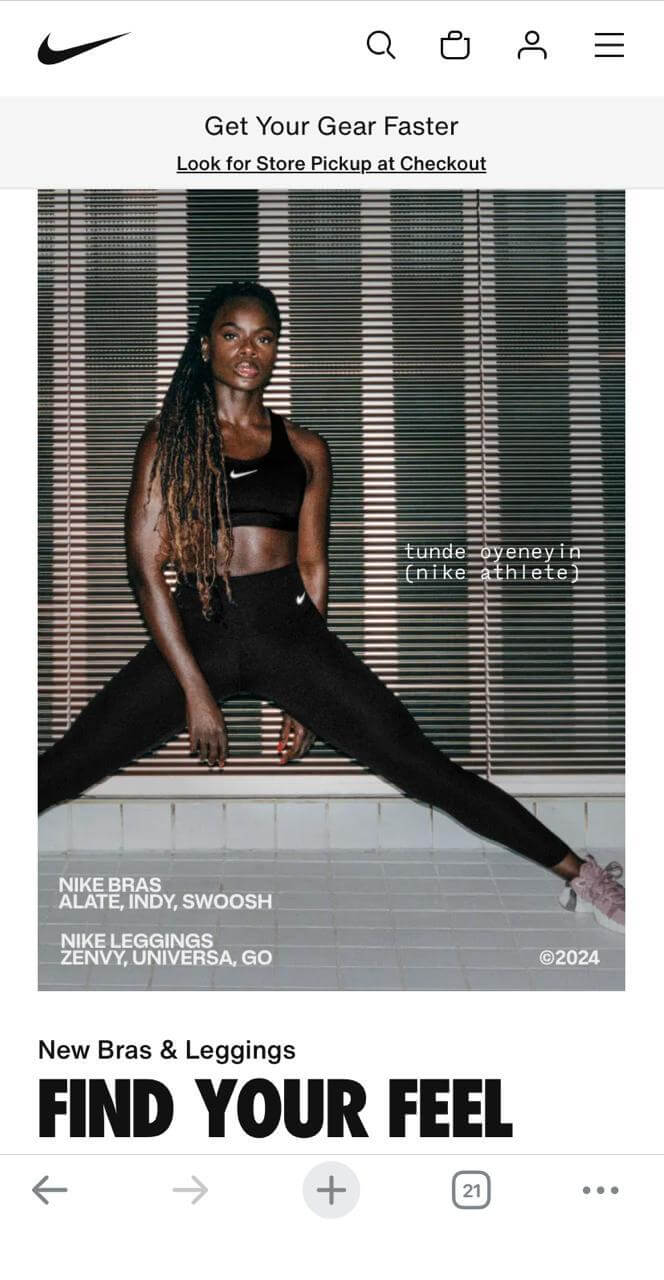 Get Your Gear Faster
Look for Store Pickup at Checkout
tunde oyeneyin
(nike athlete)
NIKE BRAS
ALATE, INDY, SWOOSH
NIKE LEGGINGS
ZENVY, UNIVERSA, GO
©2024
New Bras & Leggings
FIND YOUR FEEL
21